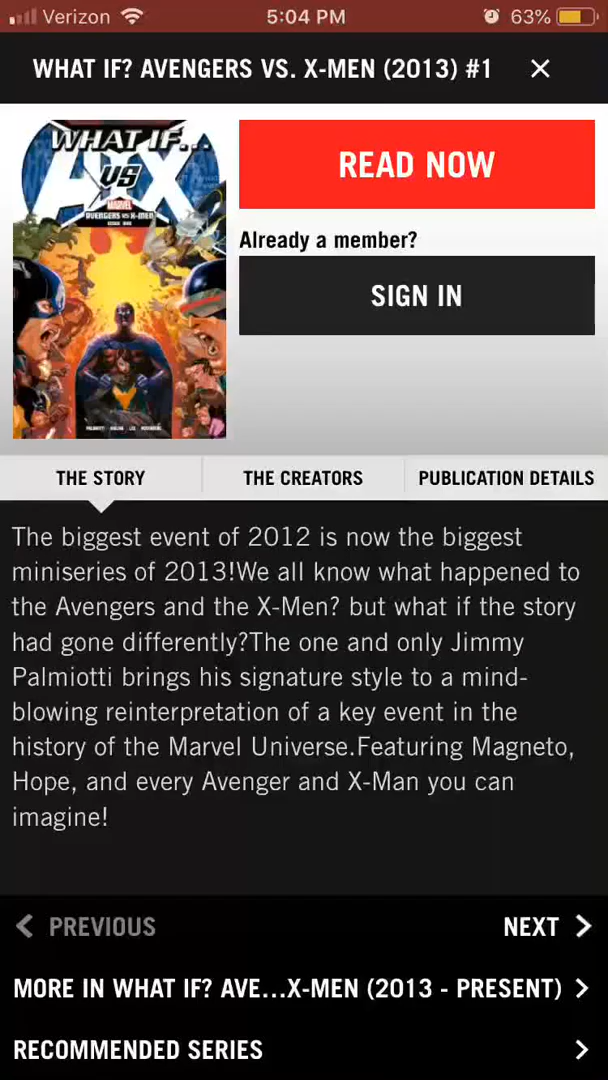 Verizon 5:04 PM 63%
WHAT IF? AVENGERS VS. X-MEN (2013) #1 ×
WHAT IF...
AVX
VS
MARVEL
AVENGERS VS X-MEN
READ NOW
Already a member?
SIGN IN
THE STORY THE CREATORS PUBLICATION DETAILS
The biggest event of 2012 is now the biggest
miniseries of 2013!We all know what happened to
the Avengers and the X-Men? but what if the story
had gone differently?The one and only Jimmy
Palmiotti brings his signature style to a mind-
blowing reinterpretation of a key event in the
history of the Marvel Universe.Featuring Magneto,
Hope, and every Avenger and X-Man you can
imagine!
PREVIOUS NEXT
MORE IN WHAT IF? AVE...X-MEN (2013 - PRESENT)
RECOMMENDED SERIES